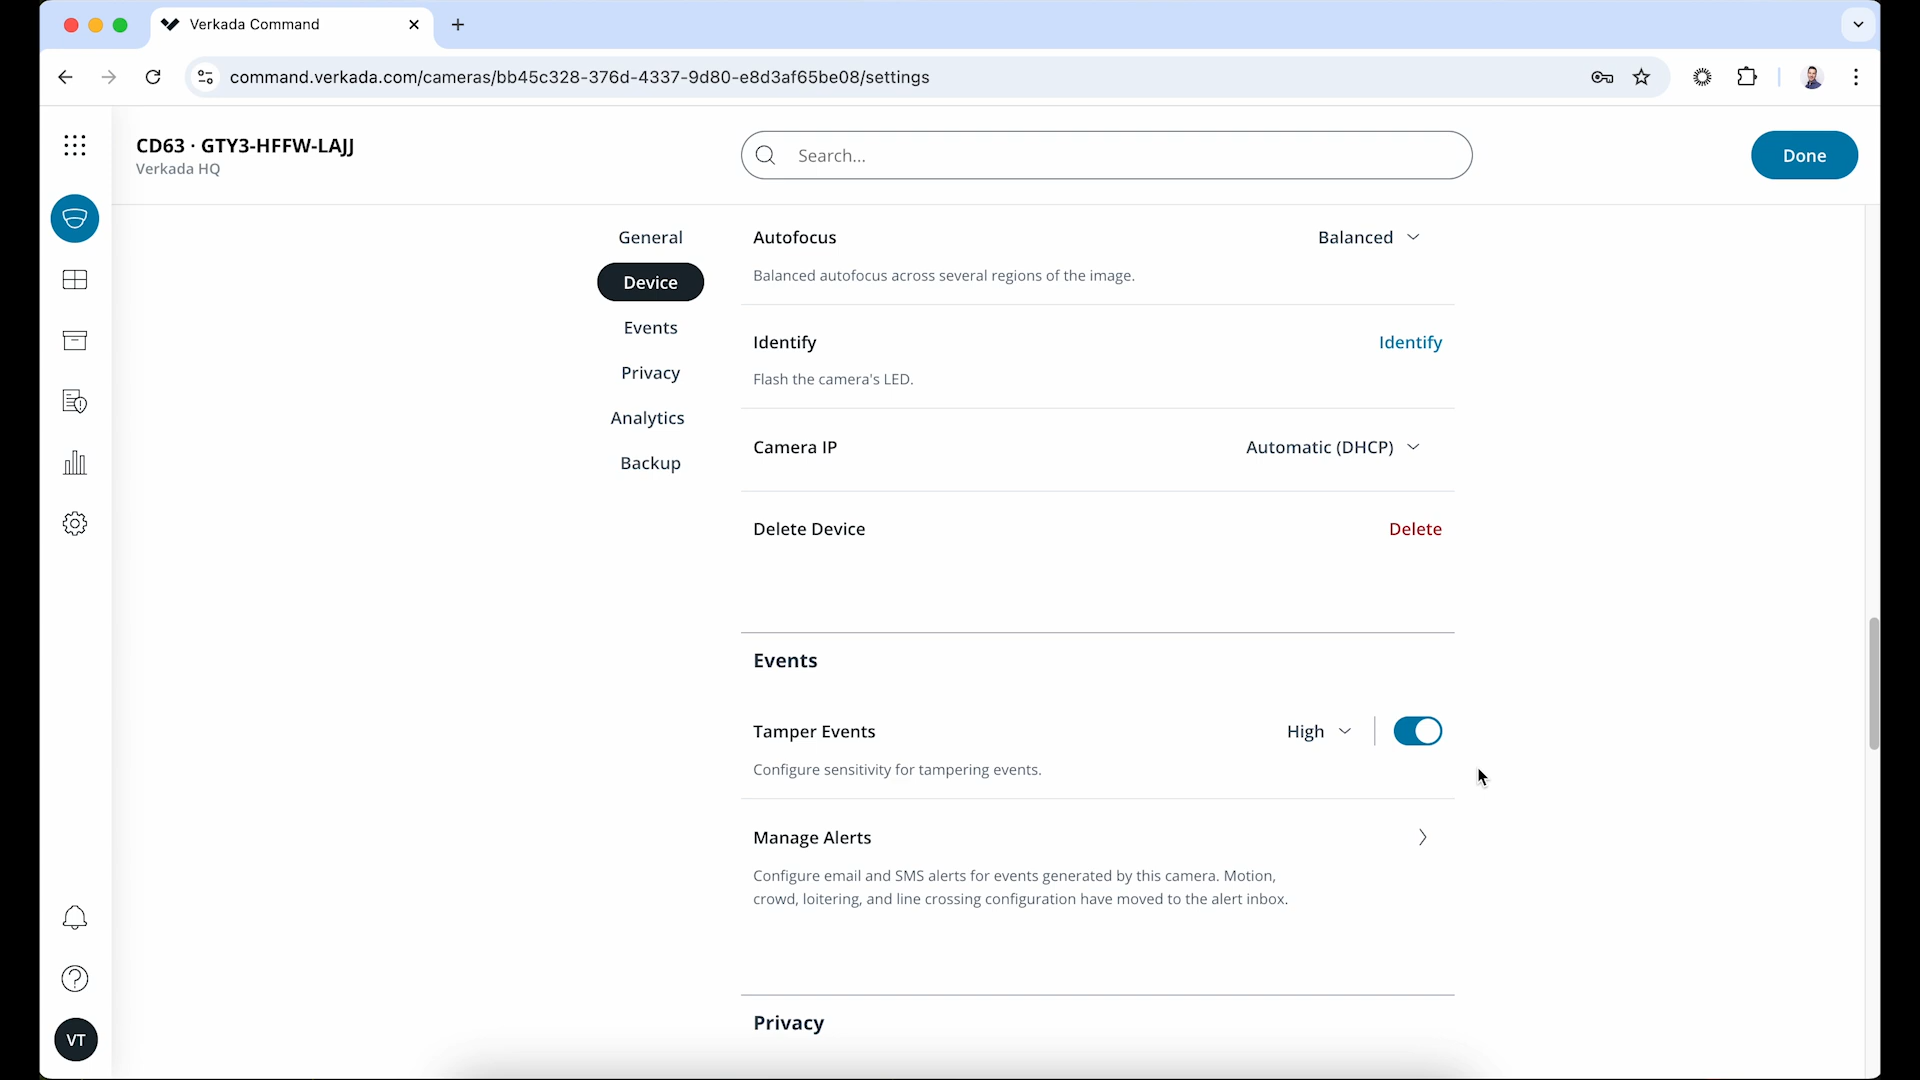 Verkada Command
command.verkada.com/cameras/bb45c328-376d-4337-9d80-e8d3af65be08/settings
CD63 · GTY3-HFFW-LAJJ
Verkada HQ
Search...
Done
General
Device
Events
Privacy
Analytics
Backup
Autofocus
Balanced
Balanced autofocus across several regions of the image.
Identify
Identify
Flash the camera's LED.
Camera IP
Automatic (DHCP)
Delete Device
Delete
Events
Tamper Events
High
Configure sensitivity for tampering events.
Manage Alerts
Configure email and SMS alerts for events generated by this camera. Motion,
crowd, loitering, and line crossing configuration have moved to the alert inbox.
Privacy
VT